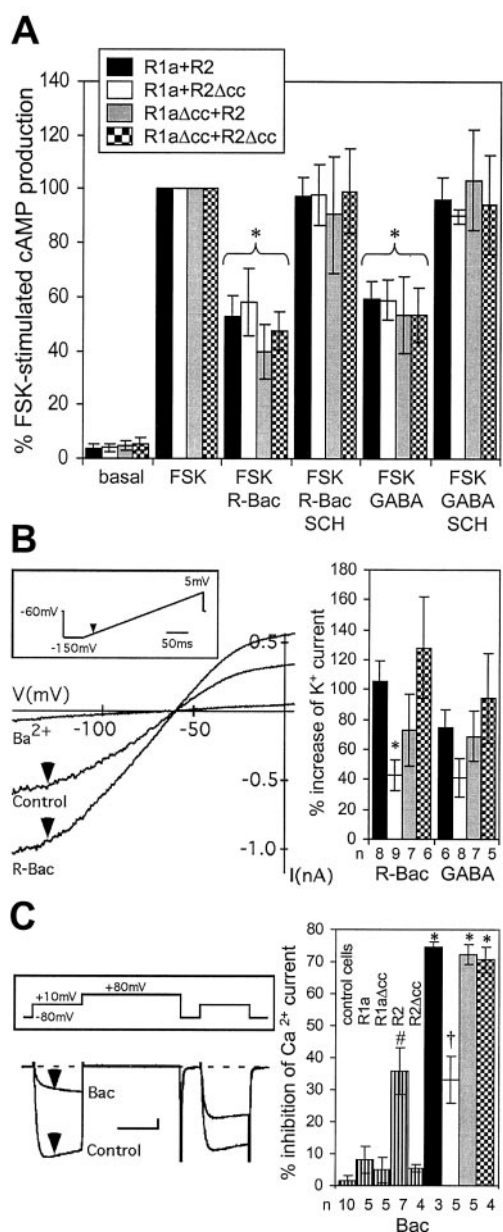 A
R1a+R2
R1a+R2Δcc
R1aΔcc+R2
R1aΔcc+R2Δcc
% FSK-stimulated cAMP production
140
120
100
80
60
40
20
0
* *
basal FSK FSK R-Bac FSK R-Bac SCH FSK GABA FSK GABA SCH
B
5mV
-60mV
-150mV
50ms
V(mV)
-100
-50
0.5
-0.5
-1.0
I(nA)
Ba2+
Control
R-Bac
% increase of K+ current
180
160
140
120
100
80
60
40
20
0
*
n 8 9 7 6 6 8 7 5
R-Bac GABA
C
+80mV
+10mV
-80mV
Bac
Control
% inhibition of Ca 2+ current
80
70
60
50
40
30
20
10
0
control cells
R1a
R1aΔcc
R2
R2Δcc
# * † * *
n 10 5 5 7 4 3 5 5 4
Bac